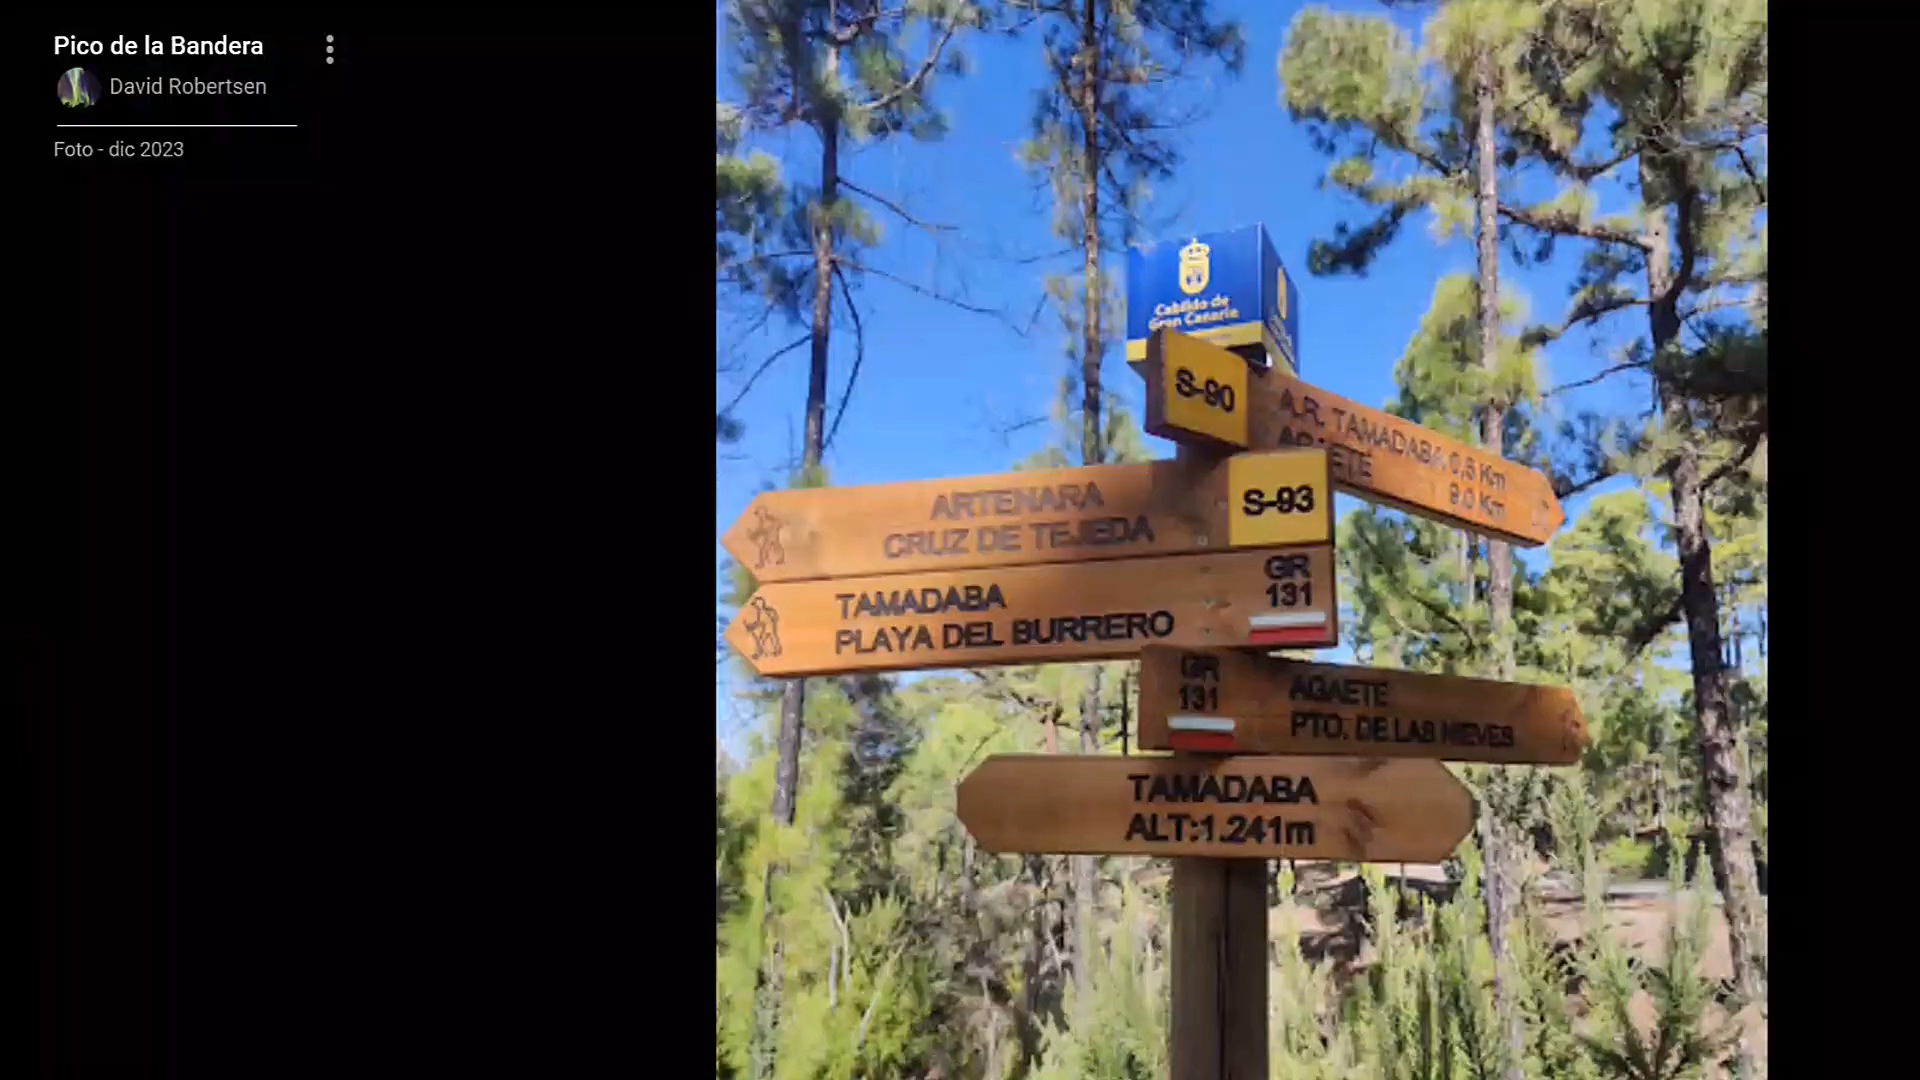 Pico de la Bandera
David Robertsen
Foto - dic 2023
Cabildo de
Gran Canaria
S-90
A.R. TAMADABA 0,6 Km
AGAETE 9.0 Km
ARTENARA
CRUZ DE TEJEDA
S-93
TAMADABA
PLAYA DEL BURRERO
GR
131
GR
131
AGAETE
PTO. DE LAS NIEVES
TAMADABA
ALT:1.241m